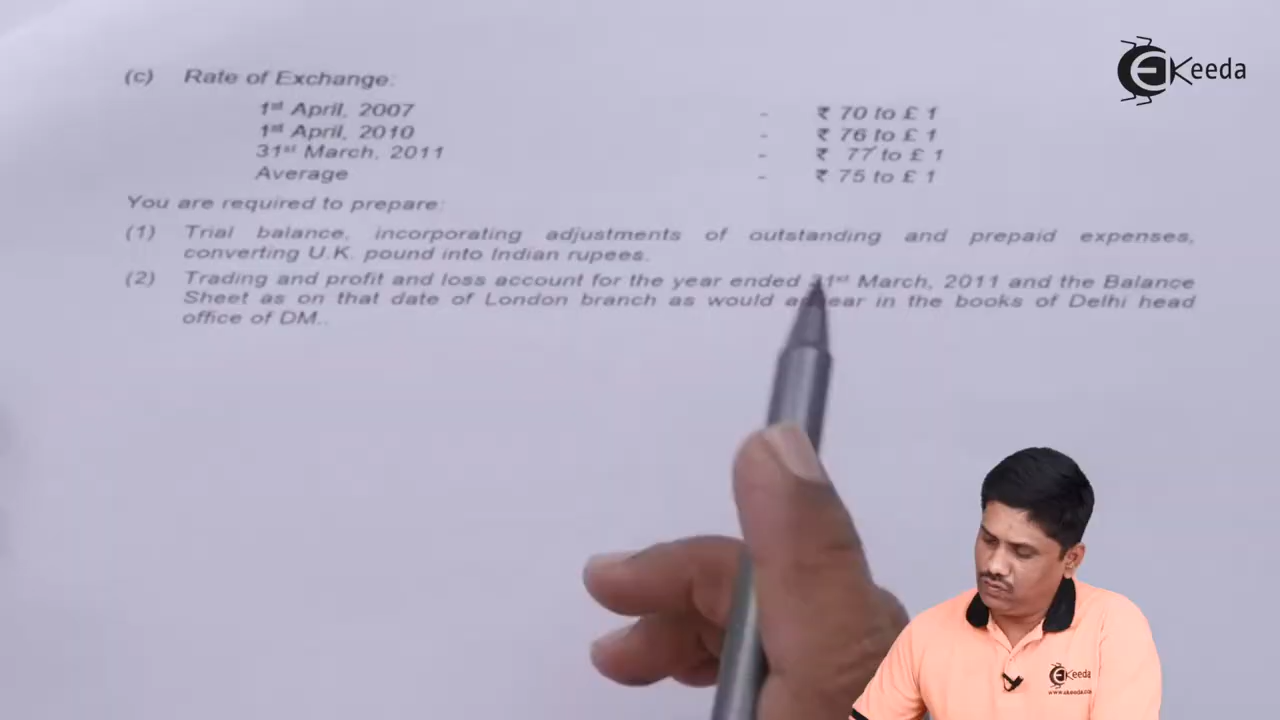 (c) Rate of Exchange:
1st April, 2007 - ₹ 70 to £ 1
1st April, 2010 - ₹ 76 to £ 1
31st March, 2011 - ₹ 77 to £ 1
Average - ₹ 75 to £ 1
You are required to prepare:
(1) Trial balance, incorporating adjustments of outstanding and prepaid expenses,
converting U.K. pound into Indian rupees.
(2) Trading and profit and loss account for the year ended 31st March, 2011 and the Balance
Sheet as on that date of London branch as would appear in the books of Delhi head
office of DM..
EKeeda
EKeeda
www.ekeeda.com